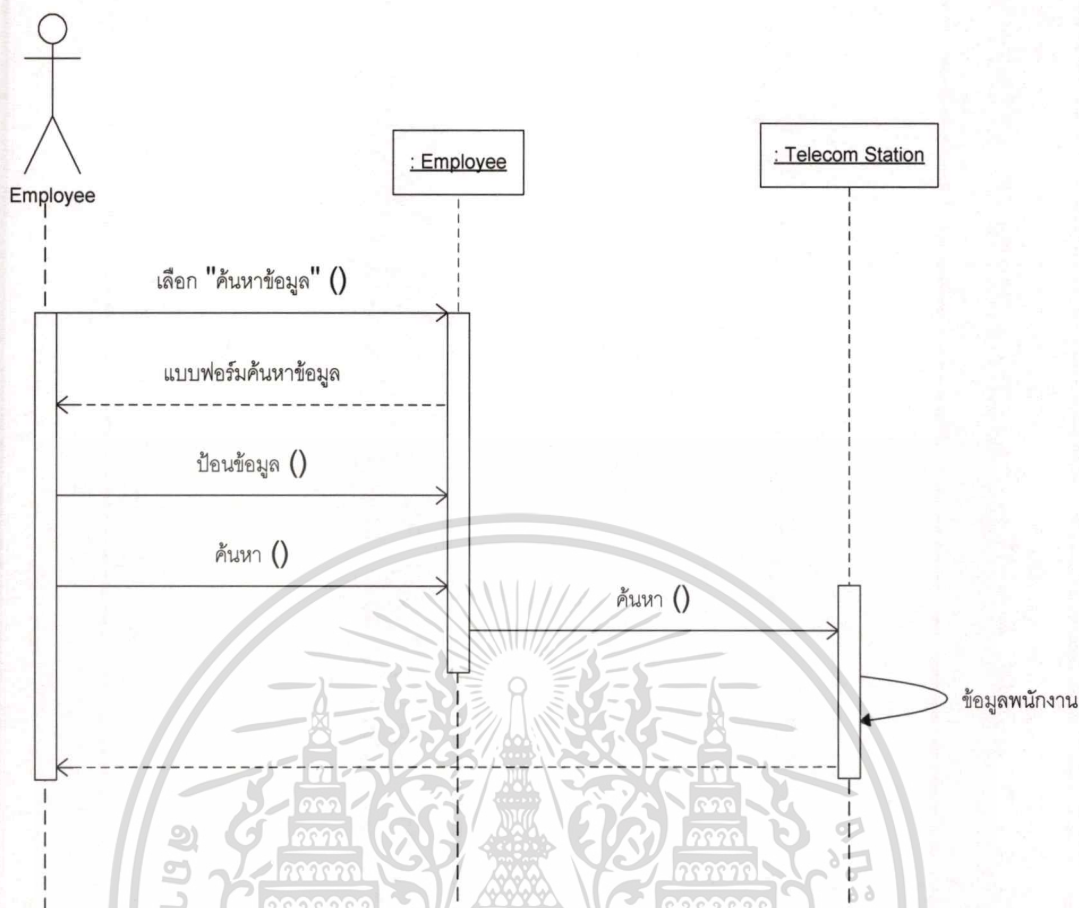 : Employee
: Telecom Station
Employee
เลือก "ค้นหาข้อมูล" ()
แบบฟอร์มค้นหาข้อมูล
ป้อนข้อมูล ()
ค้นหา ()
ค้นหา ()
ข้อมูลพนักงาน